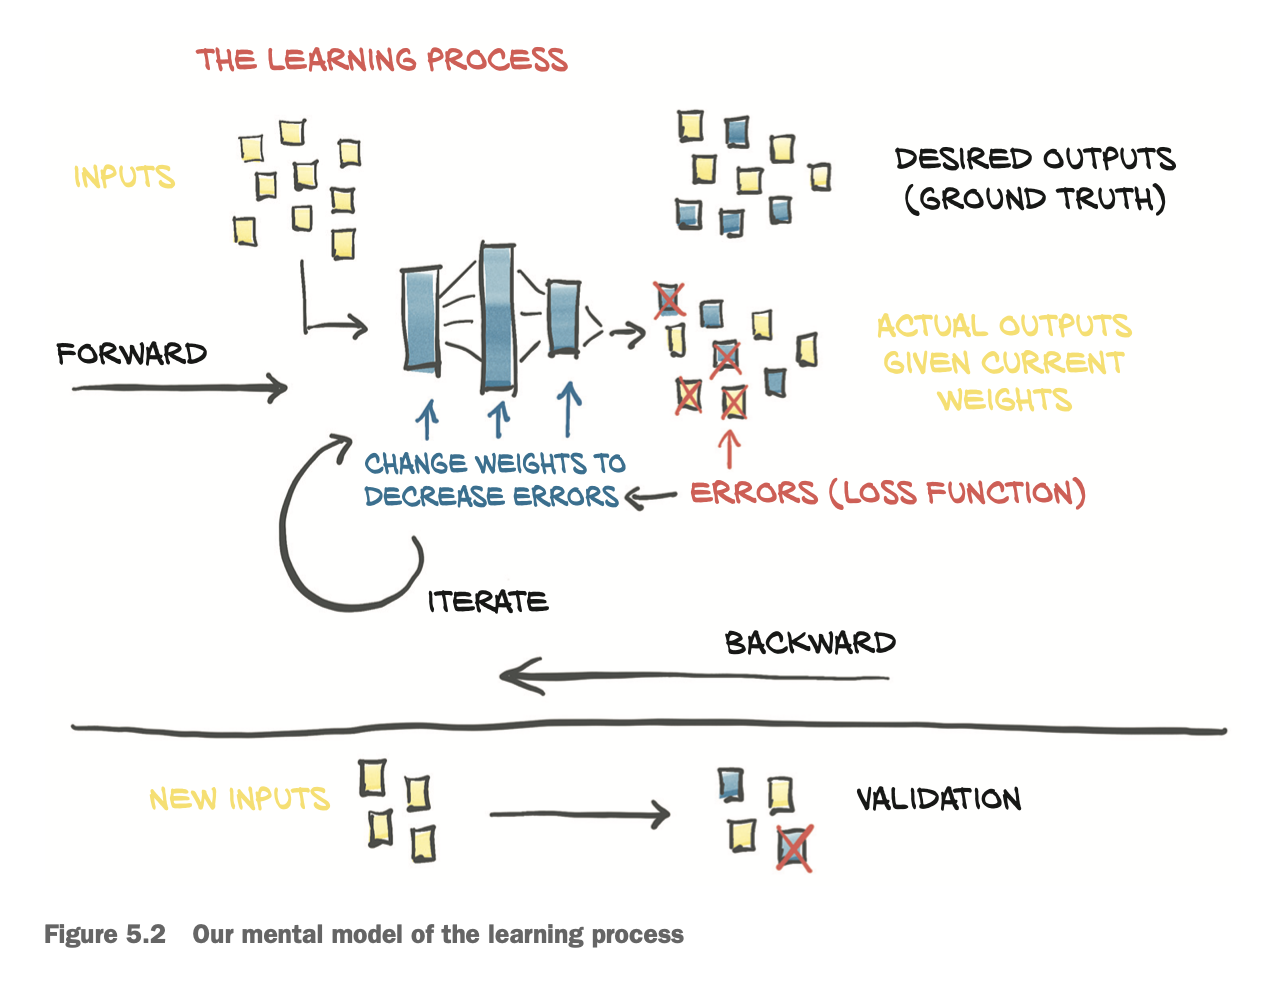 THE LEARNING PROCESS
INPUTS
DESIRED OUTPUTS
(GROUND TRUTH)
FORWARD
ACTUAL OUTPUTS
GIVEN CURRENT
WEIGHTS
CHANGE WEIGHTS TO
DECREASE ERRORS
ERRORS (LOSS FUNCTION)
ITERATE
BACKWARD
NEW INPUTS
VALIDATION
Figure 5.2 Our mental model of the learning process